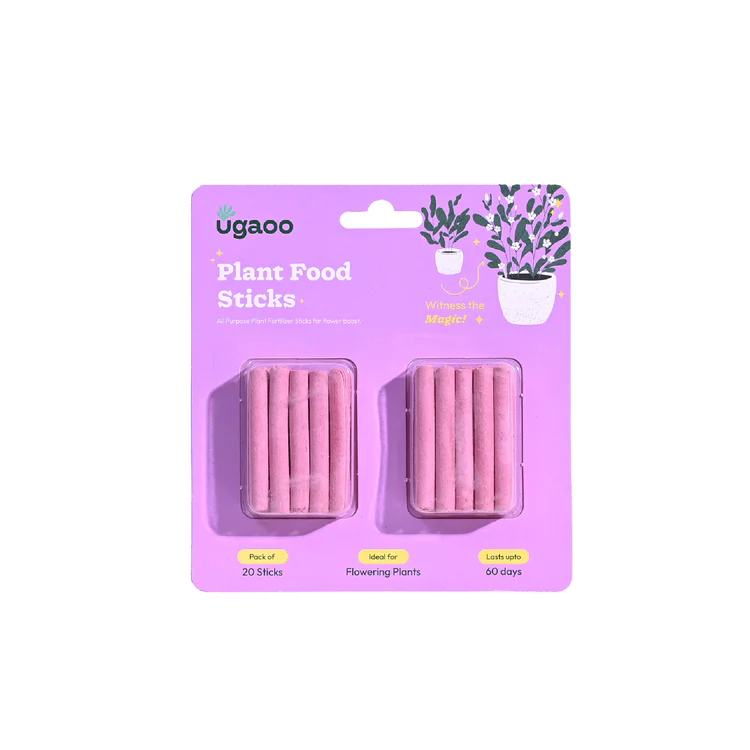 ugaoo
Plant Food
Sticks
All Purpose Plant Fertilizer Sticks for flower boost.
Witness the
Magic!
Pack of
20 Sticks
Ideal for
Flowering Plants
Lasts upto
60 days